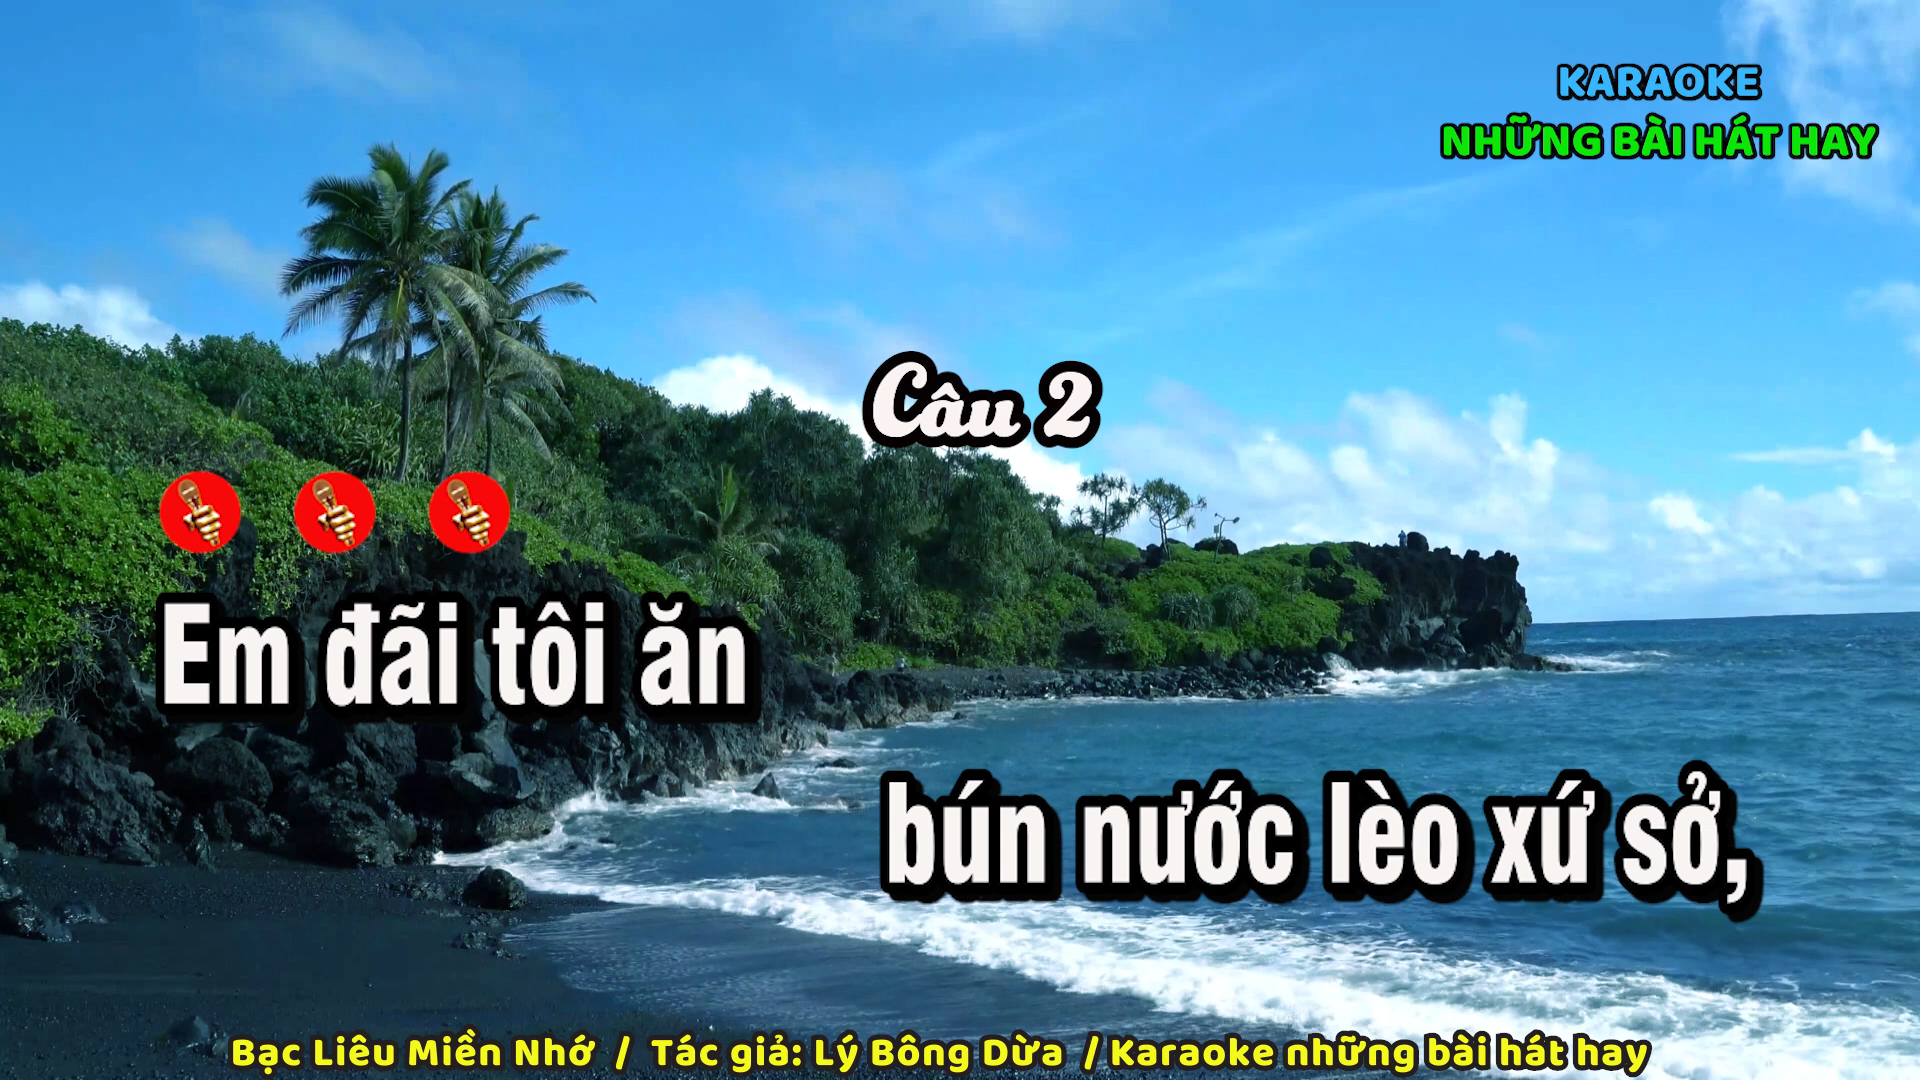 KARAOKE
NHỮNG BÀI HÁT HAY
Câu 2
Em đãi tôi ăn
bún nước lèo xứ sở,
Bạc Liêu Miền Nhớ / Tác giả: Lý Bông Dừa / Karaoke những bài hát hay